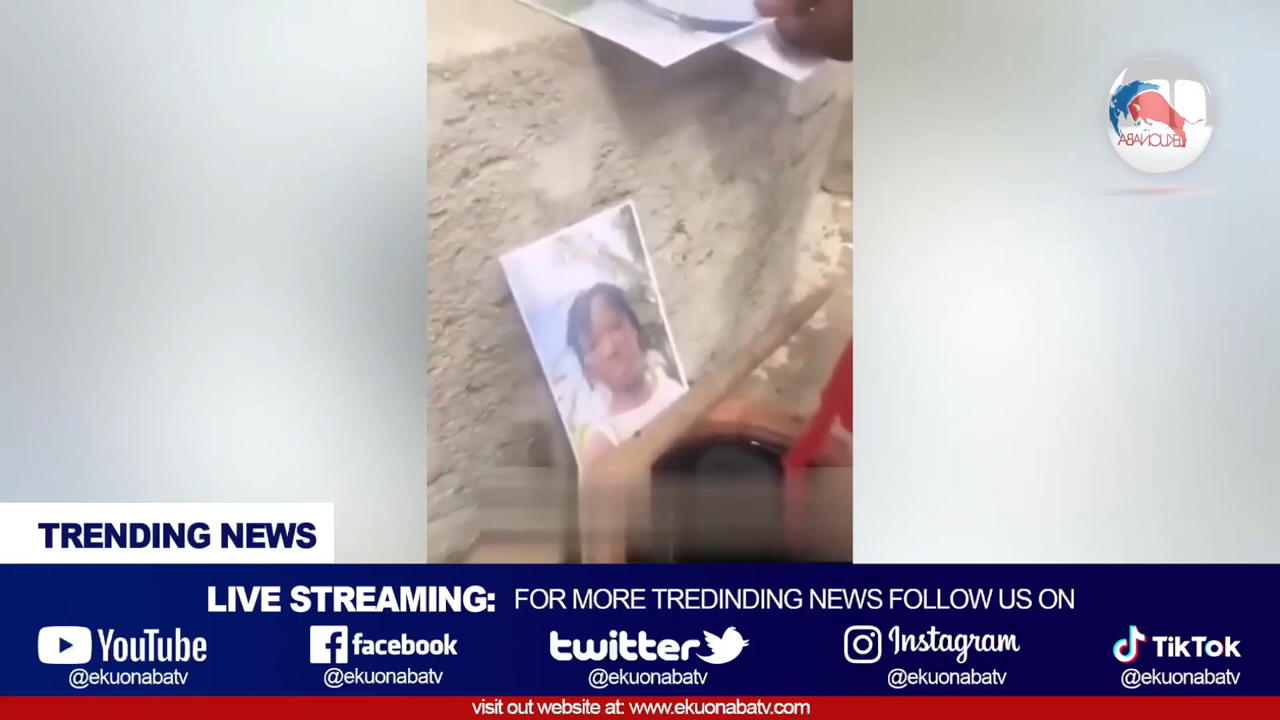 TRENDING NEWS
LIVE STREAMING: FOR MORE TREDINDING NEWS FOLLOW US ON
YouTube facebook twitter Instagram TikTok
@ekuonabatv @ekuonabatv @ekuonabatv @ekuonabatv @ekuonabatv
visit out website at: www.ekuonabatv.com